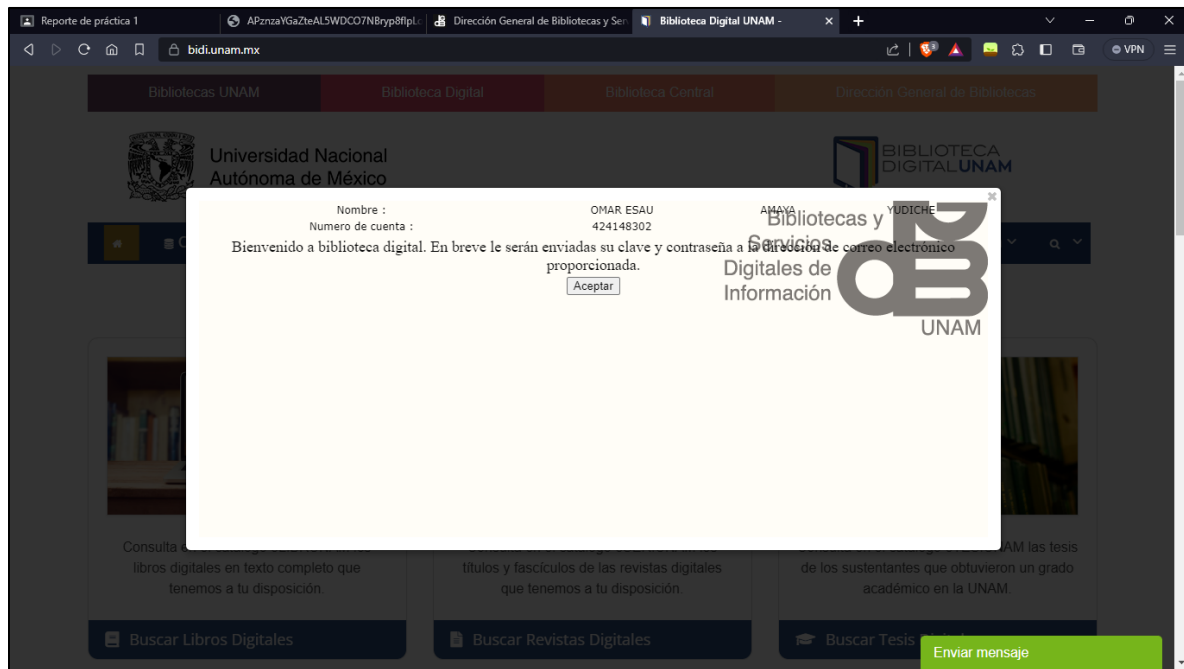 Reporte de práctica 1
APznzaYGaZteAL5WDCO7NBryp8flpLc
Dirección General de Bibliotecas y Ser
Biblioteca Digital UNAM -
bidi.unam.mx
VPN
Bibliotecas UNAM
Biblioteca Digital
Biblioteca Central
Dirección General de Bibliotecas
Universidad Nacional
Autónoma de México
BIBLIOTECA
DIGITALUNAM
Nombre : OMAR ESAU AMAYA YUDICHE
Numero de cuenta : 424148302
Bienvenido a biblioteca digital. En breve le serán enviadas su clave y contraseña a la dirección de correo electrónico
proporcionada.
Aceptar
Bibliotecas y
Servicios
Digitales de
Información
UNAM
Consulta
libros digitales en texto completo que
tenemos a tu disposición.
títulos y fascículos de las revistas digitales
que tenemos a tu disposición.
las tesis
de los sustentantes que obtuvieron un grado
académico en la UNAM.
Buscar Libros Digitales
Buscar Revistas Digitales
Buscar Tesis
Enviar mensaje